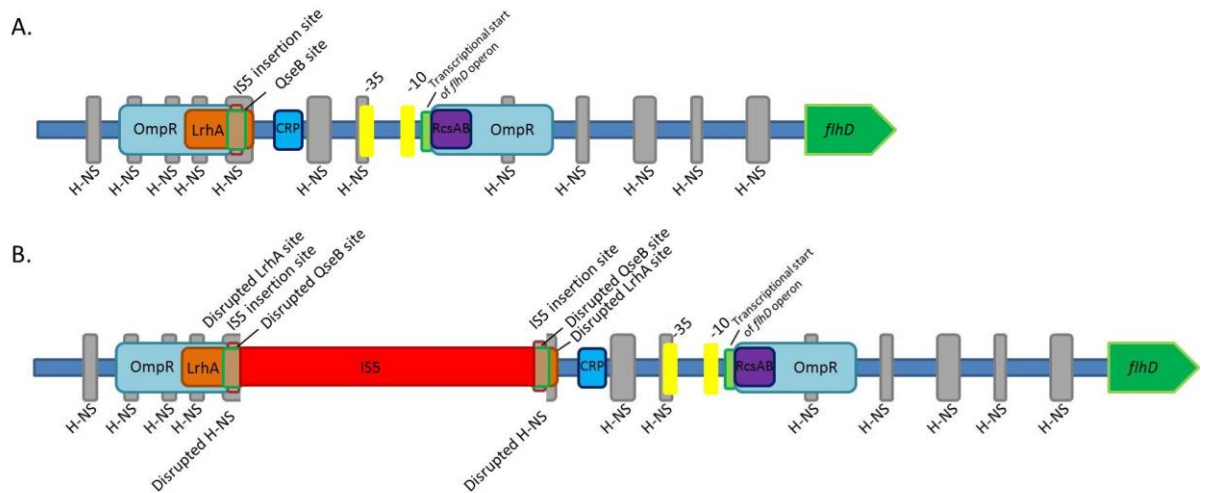 A.
IS5 insertion site
QseB site
-35
-10
Transcriptional start
of flhD operon
OmpR
LrhA
CRP
RcsAB
OmpR
flhD
H-NS
H-NS
H-NS
H-NS
H-NS
H-NS
H-NS
H-NS
H-NS
H-NS
H-NS
H-NS
B.
Disrupted LrhA site
IS5 insertion site
Disrupted QseB site
IS5 insertion site
Disrupted QseB site
Disrupted LrhA site
-35
-10
Transcriptional start
of flhD operon
OmpR
LrhA
IS5
CRP
RcsAB
OmpR
flhD
H-NS
H-NS
H-NS
H-NS
Disrupted H-NS
Disrupted H-NS
H-NS
H-NS
H-NS
H-NS
H-NS
H-NS
H-NS